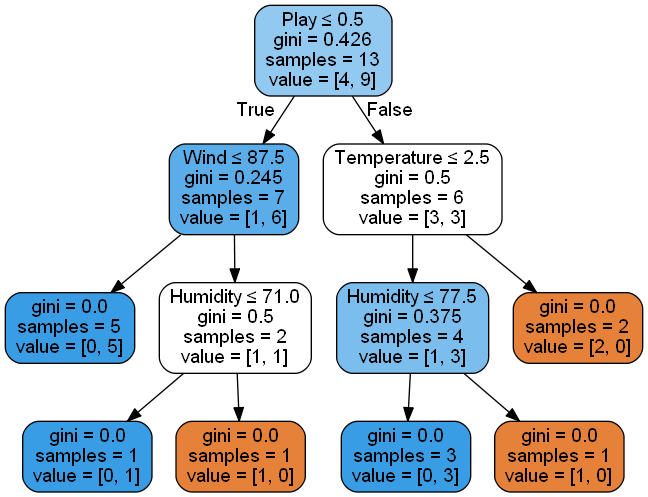 Play ≤ 0.5
gini = 0.426
samples = 13
value = [4, 9]
True
False
Wind ≤ 87.5
gini = 0.245
samples = 7
value = [1, 6]
Temperature ≤ 2.5
gini = 0.5
samples = 6
value = [3, 3]
gini = 0.0
samples = 5
value = [0, 5]
Humidity ≤ 71.0
gini = 0.5
samples = 2
value = [1, 1]
Humidity ≤ 77.5
gini = 0.375
samples = 4
value = [1, 3]
gini = 0.0
samples = 2
value = [2, 0]
gini = 0.0
samples = 1
value = [0, 1]
gini = 0.0
samples = 1
value = [1, 0]
gini = 0.0
samples = 3
value = [0, 3]
gini = 0.0
samples = 1
value = [1, 0]